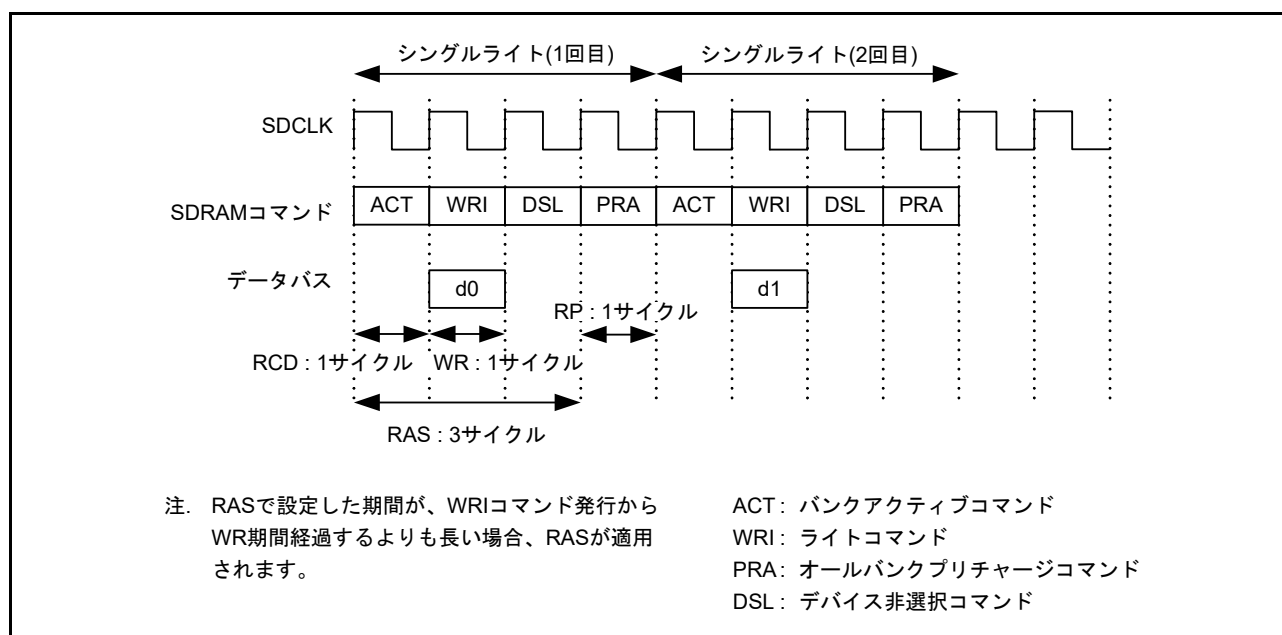 シングルライト(1回目) シングルライト(2回目)
SDCLK
SDRAMコマンド ACT WRI DSL PRA ACT WRI DSL PRA
データバス d0 d1
RP : 1サイクル
RCD : 1サイクル WR : 1サイクル
RAS : 3サイクル
注. RASで設定した期間が、WRIコマンド発行から
WR期間経過するよりも長い場合、RASが適用
されます。
ACT : バンクアクティブコマンド
WRI : ライトコマンド
PRA : オールバンクプリチャージコマンド
DSL : デバイス非選択コマンド